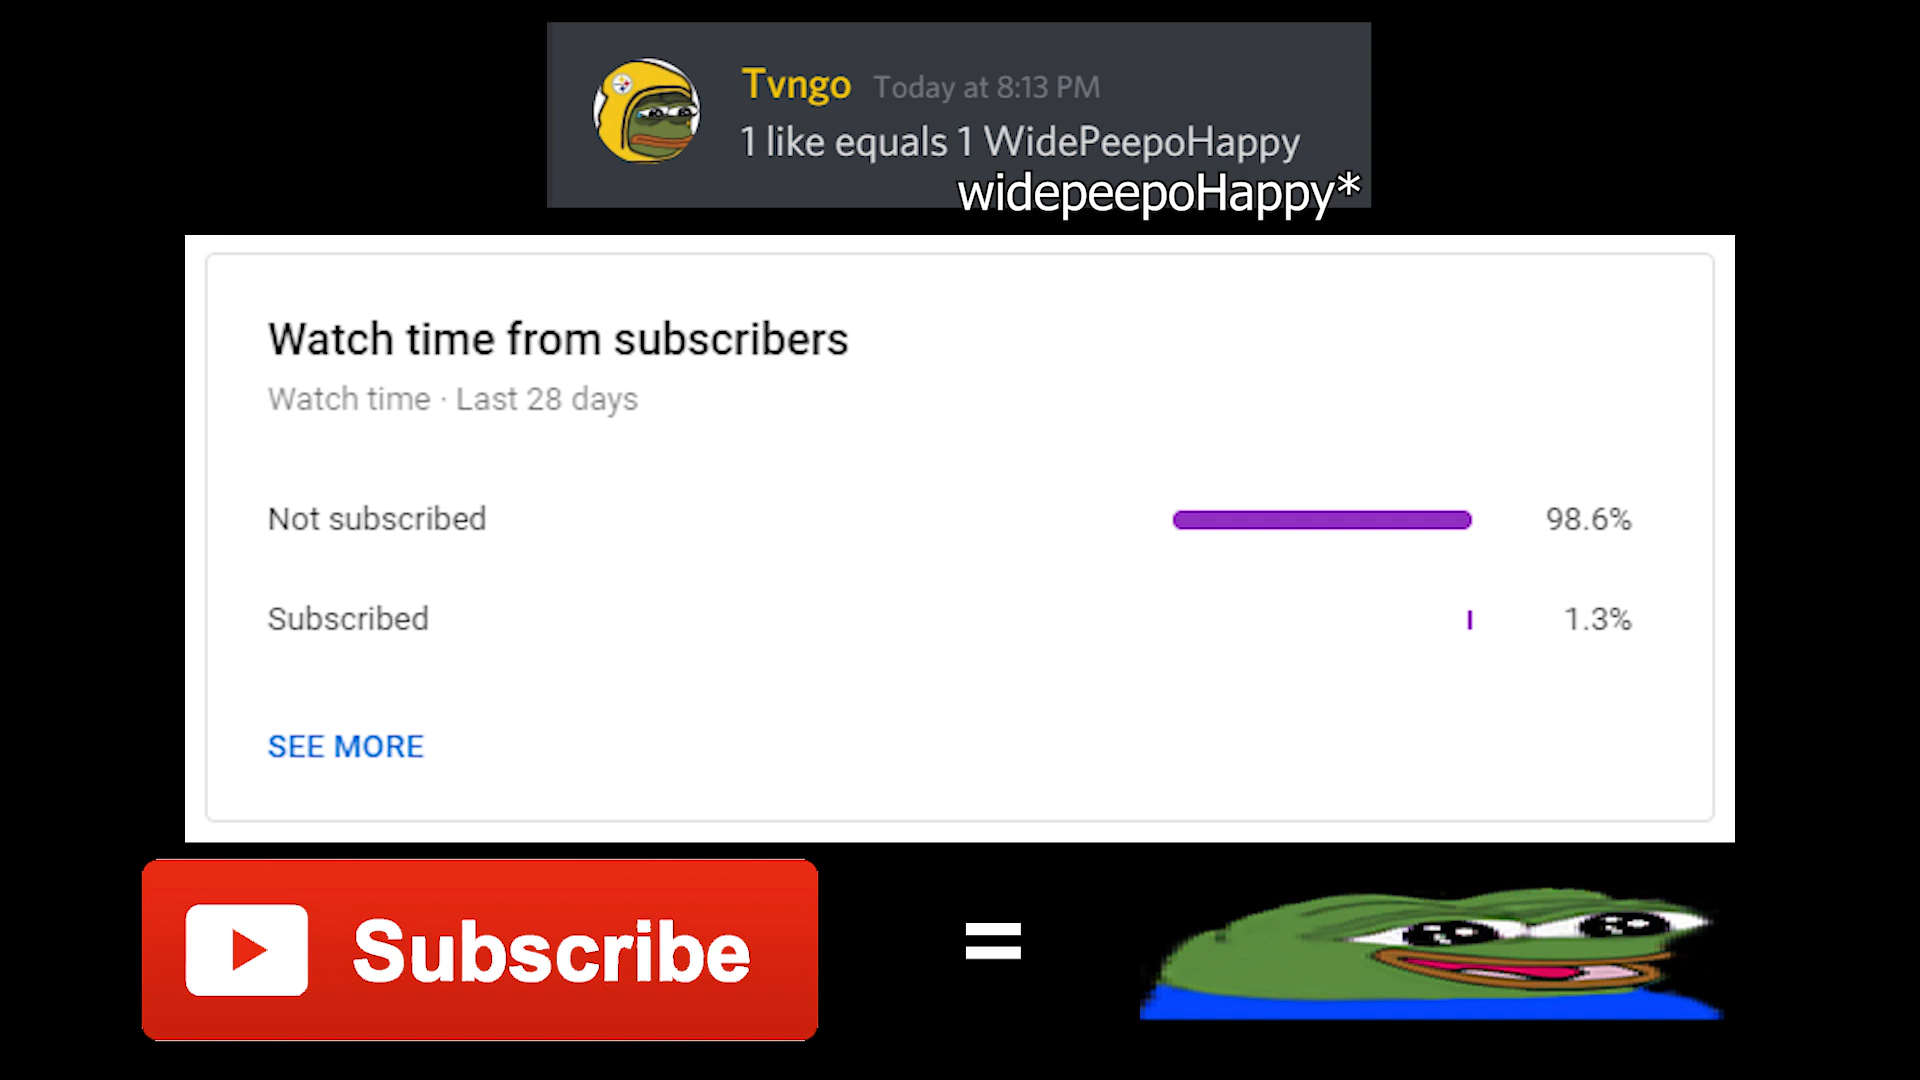 Tvngo Today at 8:13 PM
1 like equals 1 WidePeepoHappy
widepeepoHappy*
Watch time from subscribers
Watch time · Last 28 days
Not subscribed 98.6%
Subscribed 1.3%
SEE MORE
Subscribe =